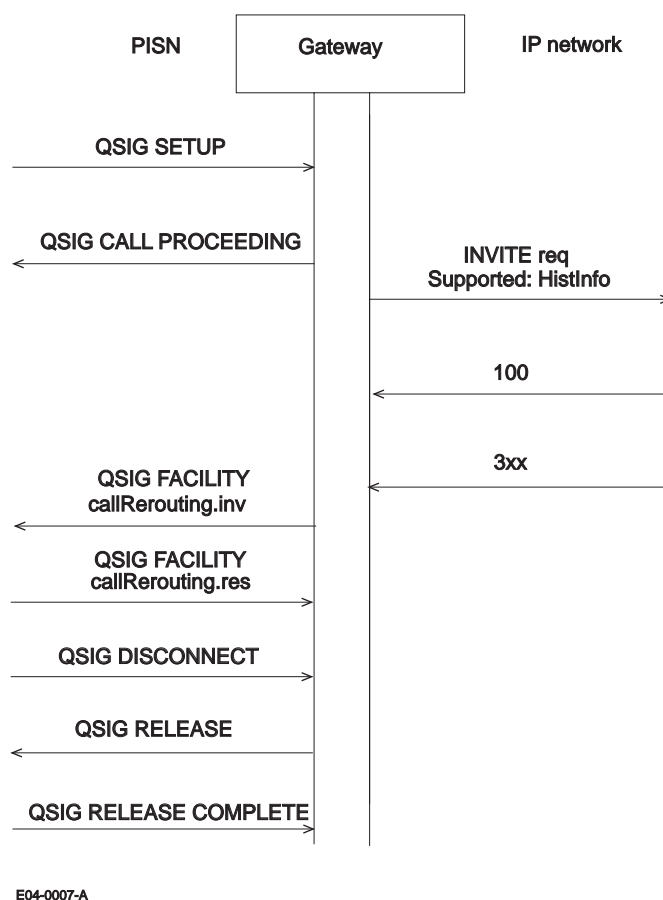 PISN
Gateway
IP network
QSIG SETUP
QSIG CALL PROCEEDING
INVITE req
Supported: HistInfo
100
3xx
QSIG FACILITY
callRerouting.inv
QSIG FACILITY
callRerouting.res
QSIG DISCONNECT
QSIG RELEASE
QSIG RELEASE COMPLETE
E04-0007-A